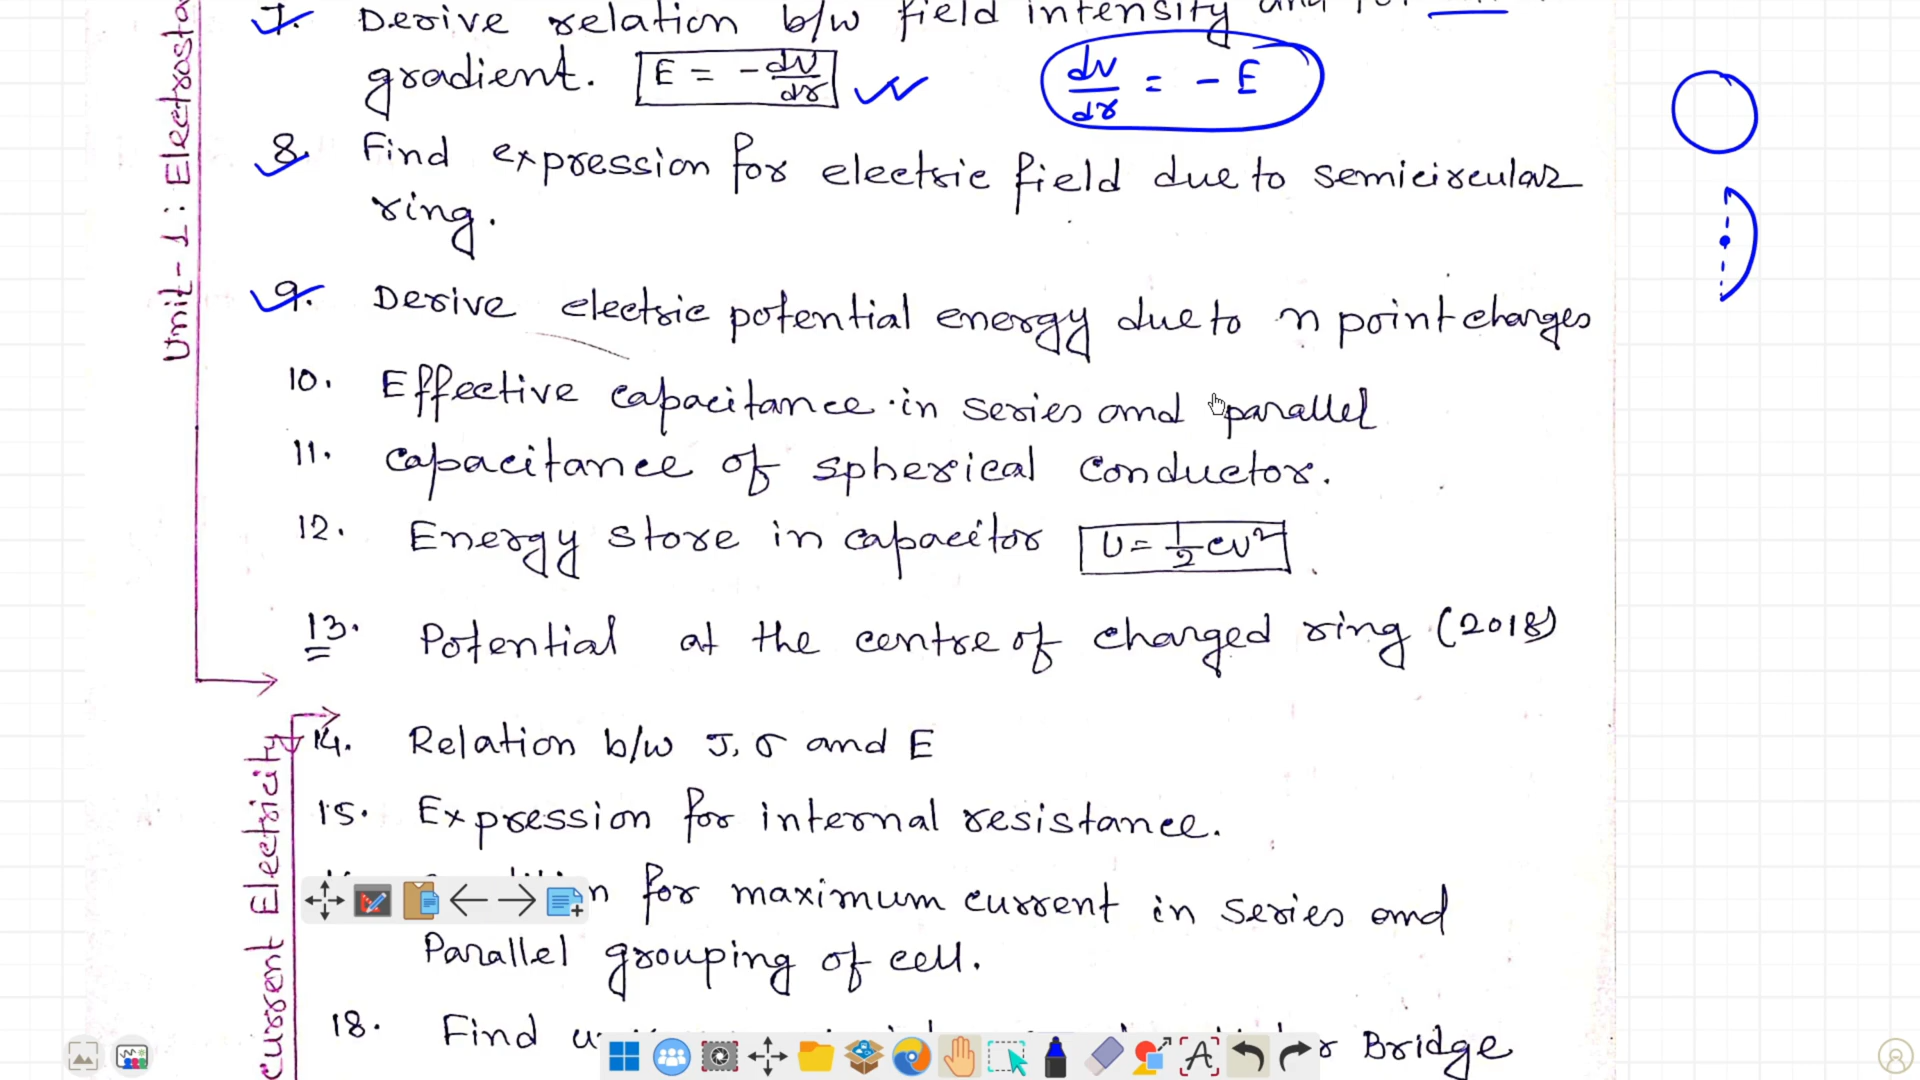 7. Derive relation b/w field intensity and
gradient. E = -dv/dr
dv/dr = - E
8. Find expression for electric field due to semicircular
ring.
9. Derive electric potential energy due to n point charges
10. Effective capacitance in series and parallel
11. Capacitance of spherical conductor.
12. Energy store in capacitor U = 1/2 cv²
13. Potential at the centre of charged ring (2018)
14. Relation b/w J, σ and E
15. Expression for internal resistance.
for maximum current in series and
Parallel grouping of cell.
18. Find Bridge
Unit - 1 : Electrosta
Current Electricity